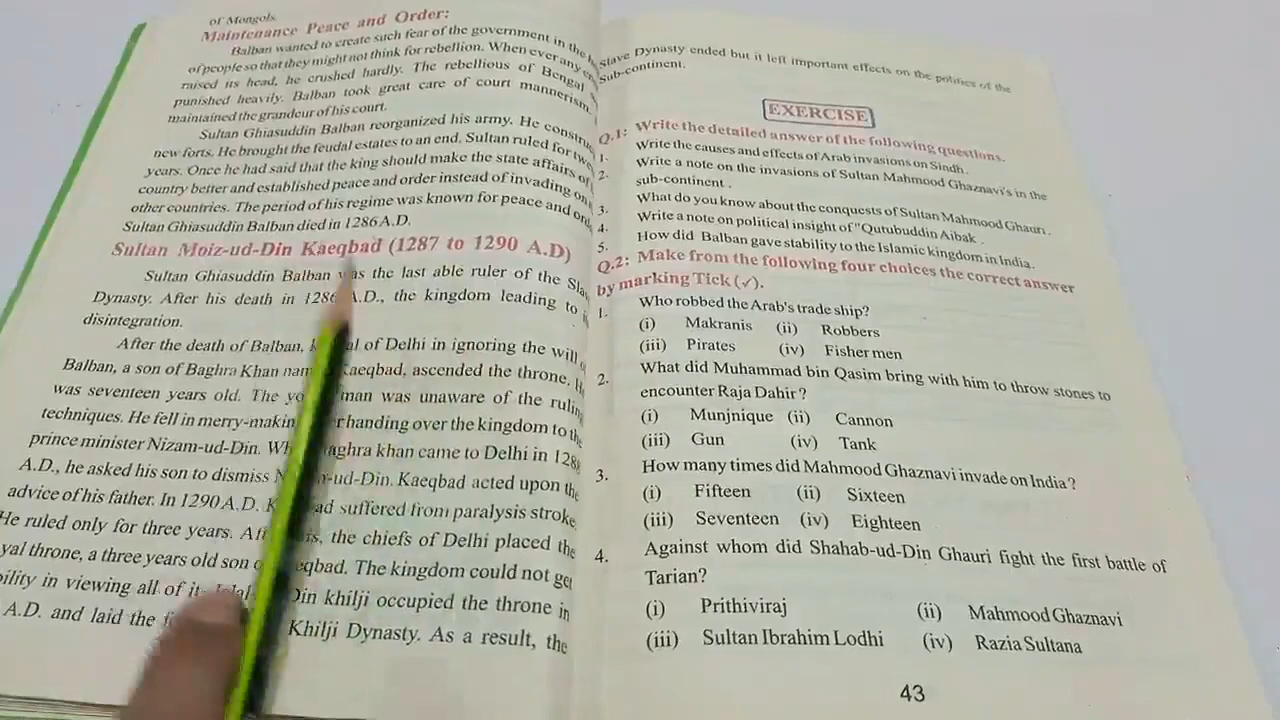 of Mongols.
Maintenance Peace and Order:
Balban wanted to create such fear of the government in the
of people so that they might not think for rebellion. When ever any
raised its head, he crushed hardly. The rebellious of Bengal
punished heavily. Balban took great care of court mannerism.
maintained the grandeur of his court.
Sultan Ghiasuddin Balban reorganized his army. He
new forts. He brought the feudal estates to an end. Sultan ruled for
years. Once he had said that the king should make the state affairs of
country better and established peace and order instead of invading on
other countries. The period of his regime was known for peace and
Sultan Ghiasuddin Balban died in 1286 A.D.
Sultan Moiz-ud-Din Kaeqbad (1287 to 1290 A.D)
Sultan Ghiasuddin Balban was the last able ruler of the
Dynasty. After his death in 1286 A.D., the kingdom leading to
disintegration.
After the death of Balban, of Delhi in ignoring the will
Balban, a son of Baghra Khan Kaeqbad, ascended the throne.
was seventeen years old. The man was unaware of the
techniques. He fell in handing over the kingdom to the
prince minister Nizam-ud-Din. Baghra khan came to Delhi in
A.D., he asked his son to dismiss Kaeqbad acted upon the
advice of his father. In 1290 A.D. suffered from paralysis stroke.
He ruled only for three years. the chiefs of Delhi placed the
throne, a three years old son The kingdom could not get
in viewing all of Din khilji occupied the throne in
A.D. and laid the Khilji Dynasty. As a result, the
Slave Dynasty ended but it left important effects on the politics of the
Sub-continent.
EXERCISE
Q.1: Write the detailed answer of the following questions.
1- Write the causes and effects of Arab invasions on Sindh.
2. Write a note on the invasions of Sultan Mahmood Ghaznavi's in the
sub-continent .
3. What do you know about the conquests of Sultan Mahmood Ghauri .
4. Write a note on political insight of "Qutubuddin Aibak .
5. How did Balban gave stability to the Islamic kingdom in India.
Q.2: Make from the following four choices the correct answer
by marking Tick (✓).
1. Who robbed the Arab's trade ship?
(i) Makranis (ii) Robbers
(iii) Pirates (iv) Fisher men
2. What did Muhammad bin Qasim bring with him to throw stones to
encounter Raja Dahir?
(i) Munjnique (ii) Cannon
(iii) Gun (iv) Tank
3. How many times did Mahmood Ghaznavi invade on India?
(i) Fifteen (ii) Sixteen
(iii) Seventeen (iv) Eighteen
4. Against whom did Shahab-ud-Din Ghauri fight the first battle of
Tarian?
(i) Prithiviraj (ii) Mahmood Ghaznavi
(iii) Sultan Ibrahim Lodhi (iv) Razia Sultana
43